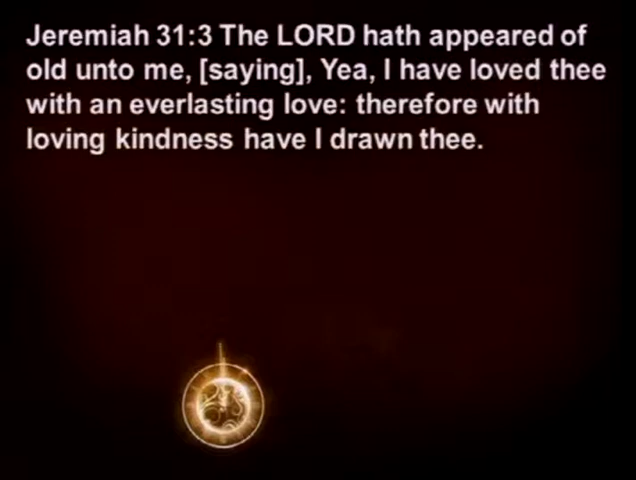 Jeremiah 31:3 The LORD hath appeared of
old unto me, [saying], Yea, I have loved thee
with an everlasting love: therefore with
loving kindness have I drawn thee.